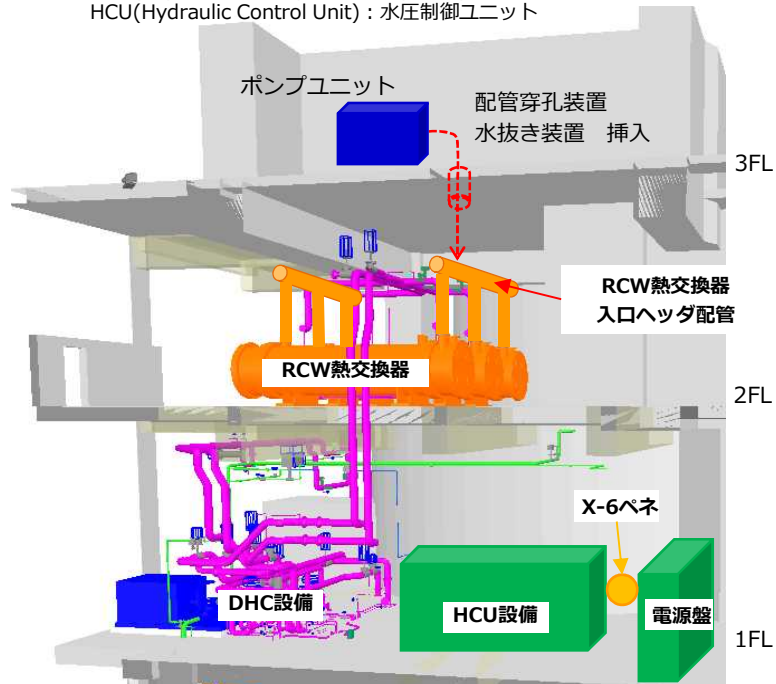 HCU(Hydraulic Control Unit)：水圧制御ユニット
ポンプユニット
配管穿孔装置
水抜き装置　挿入
3FL
RCW熱交換器
入口ヘッダ配管
RCW熱交換器
2FL
X-6ペネ
DHC設備
HCU設備
電源盤
1FL